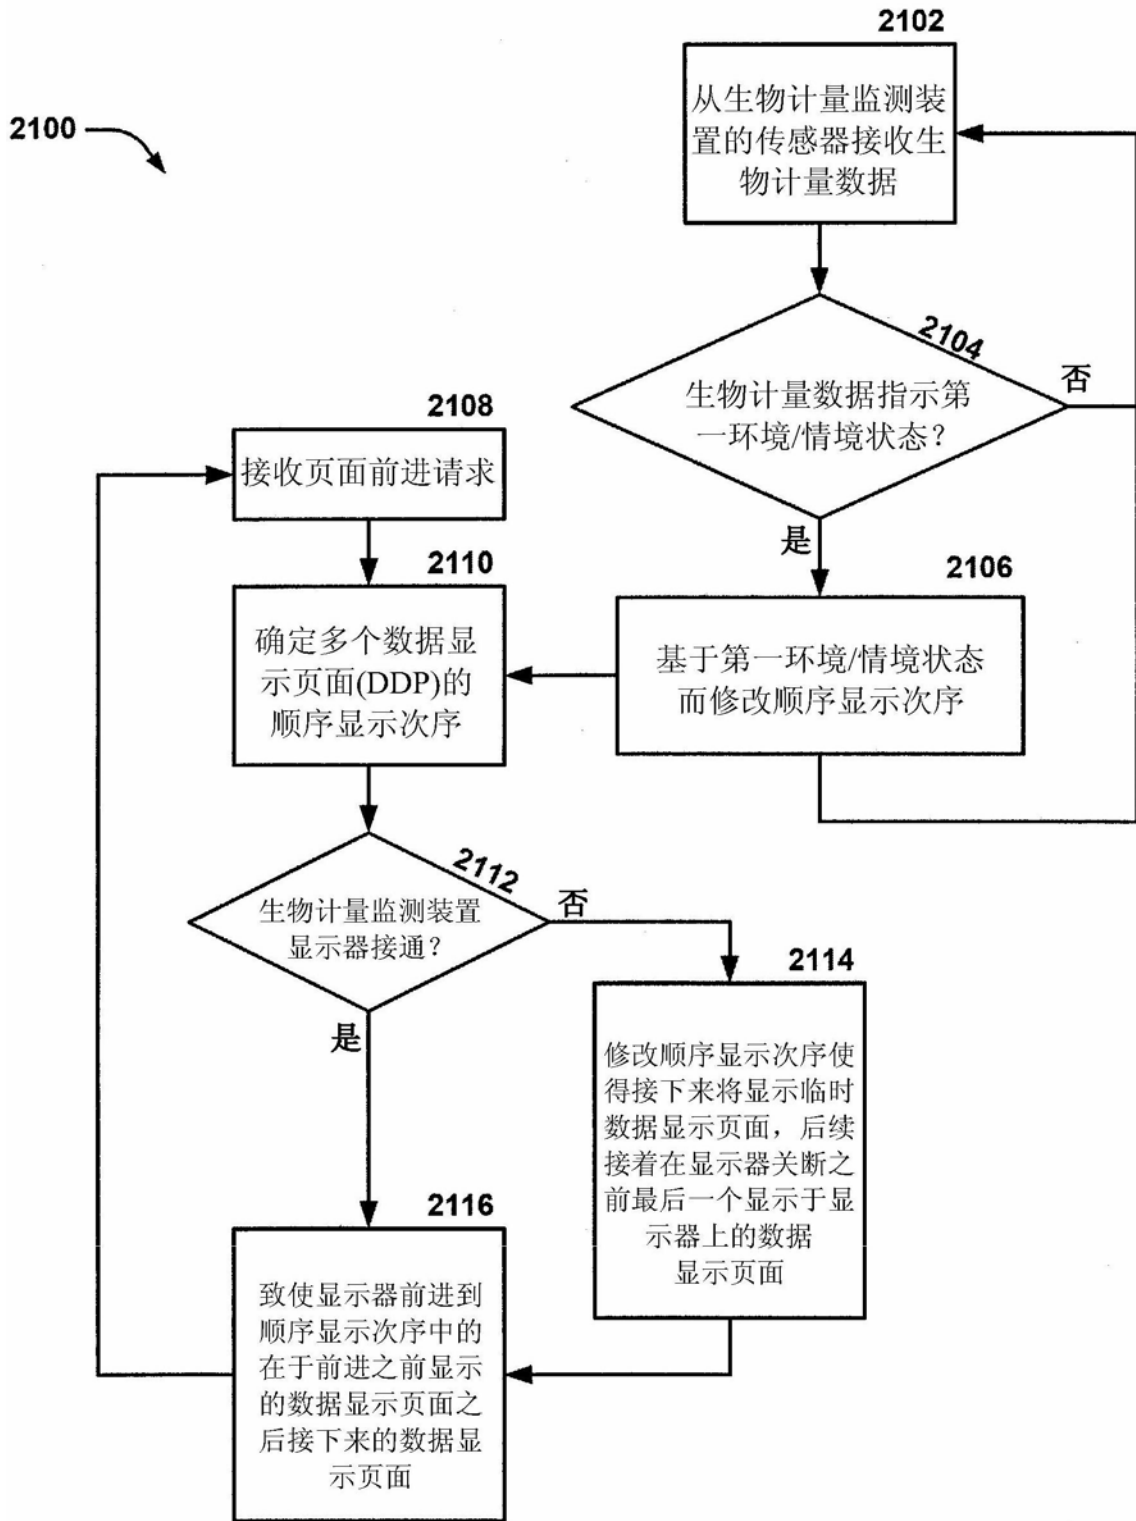 2102
2100
从生物计量监测装
置的传感器接收生
物计量数据
2104
生物计量数据指示第
一环境/情境状态？
否
是
2108
接收页面前进请求
2110
确定多个数据显
示页面(DDP)的
顺序显示次序
2106
基于第一环境/情境状态
而修改顺序显示次序
2112
生物计量监测装置
显示器接通？
否
是
2114
修改顺序显示次序使
得接下来将显示临时
数据显示页面，后续
接着在显示器关断之
前最后一个显示于显
示器上的数据
显示页面
2116
致使显示器前进到
顺序显示次序中的
在于前进之前显示
的数据显示页面之
后接下来的数据显
示页面